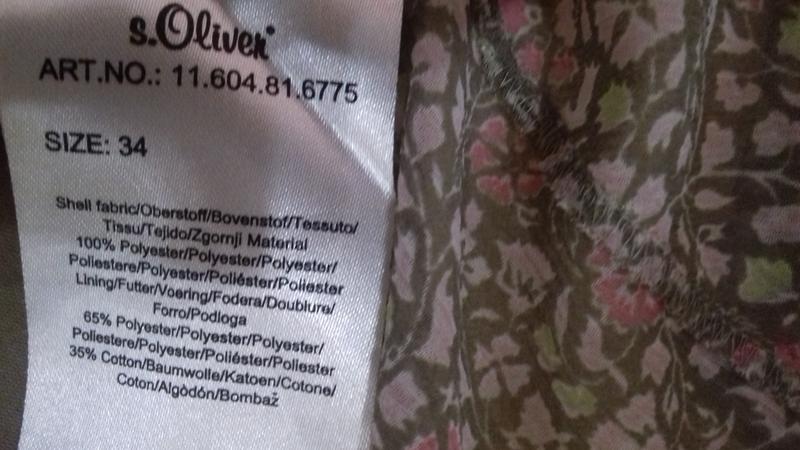 s.Oliver
ART.NO.: 11.604.81.6775
SIZE: 34
Shell fabric/Oberstoff/Bovenstof/Tessuto/
Tissu/Tejido/Zgornji Material
100% Polyester/Polyester/Polyester/
Poliestere/Polyester/Poliéster/Poliester
Lining/Futter/Voering/Fodera/Doublure/
Forro/Podloga
65% Polyester/Polyester/Polyester/
Poliestere/Polyester/Poliéster/Poliester
35% Cotton/Baumwolle/Katoen/Cotone/
Coton/Algòdón/Bombaž